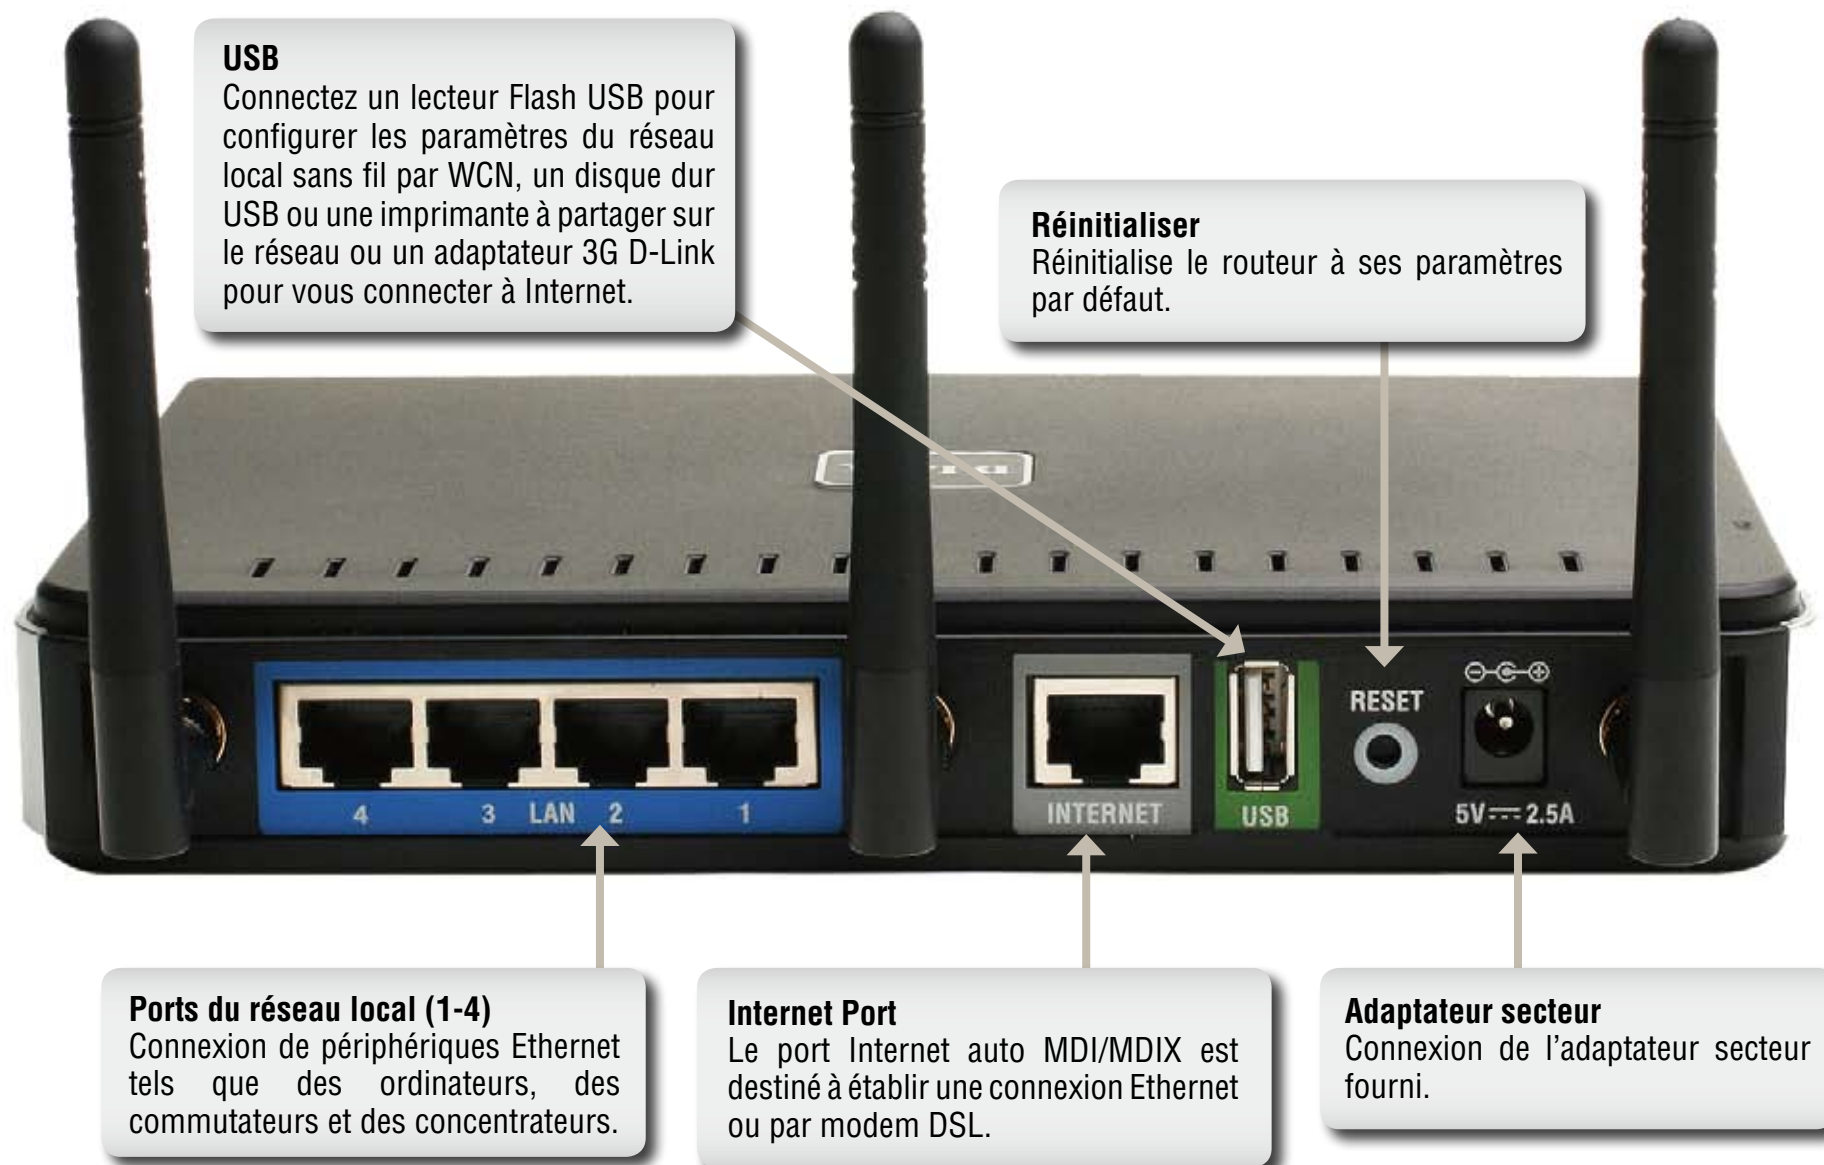 USB
Connectez un lecteur Flash USB pour
configurer les paramètres du réseau
local sans fil par WCN, un disque dur
USB ou une imprimante à partager sur
le réseau ou un adaptateur 3G D-Link
pour vous connecter à Internet.
Réinitialiser
Réinitialise le routeur à ses paramètres
par défaut.
RESET
4 3 LAN 2 1
INTERNET
USB
5V 2.5A
Ports du réseau local (1-4)
Connexion de périphériques Ethernet
tels que des ordinateurs, des
commutateurs et des concentrateurs.
Internet Port
Le port Internet auto MDI/MDIX est
destiné à établir une connexion Ethernet
ou par modem DSL.
Adaptateur secteur
Connexion de l’adaptateur secteur
fourni.